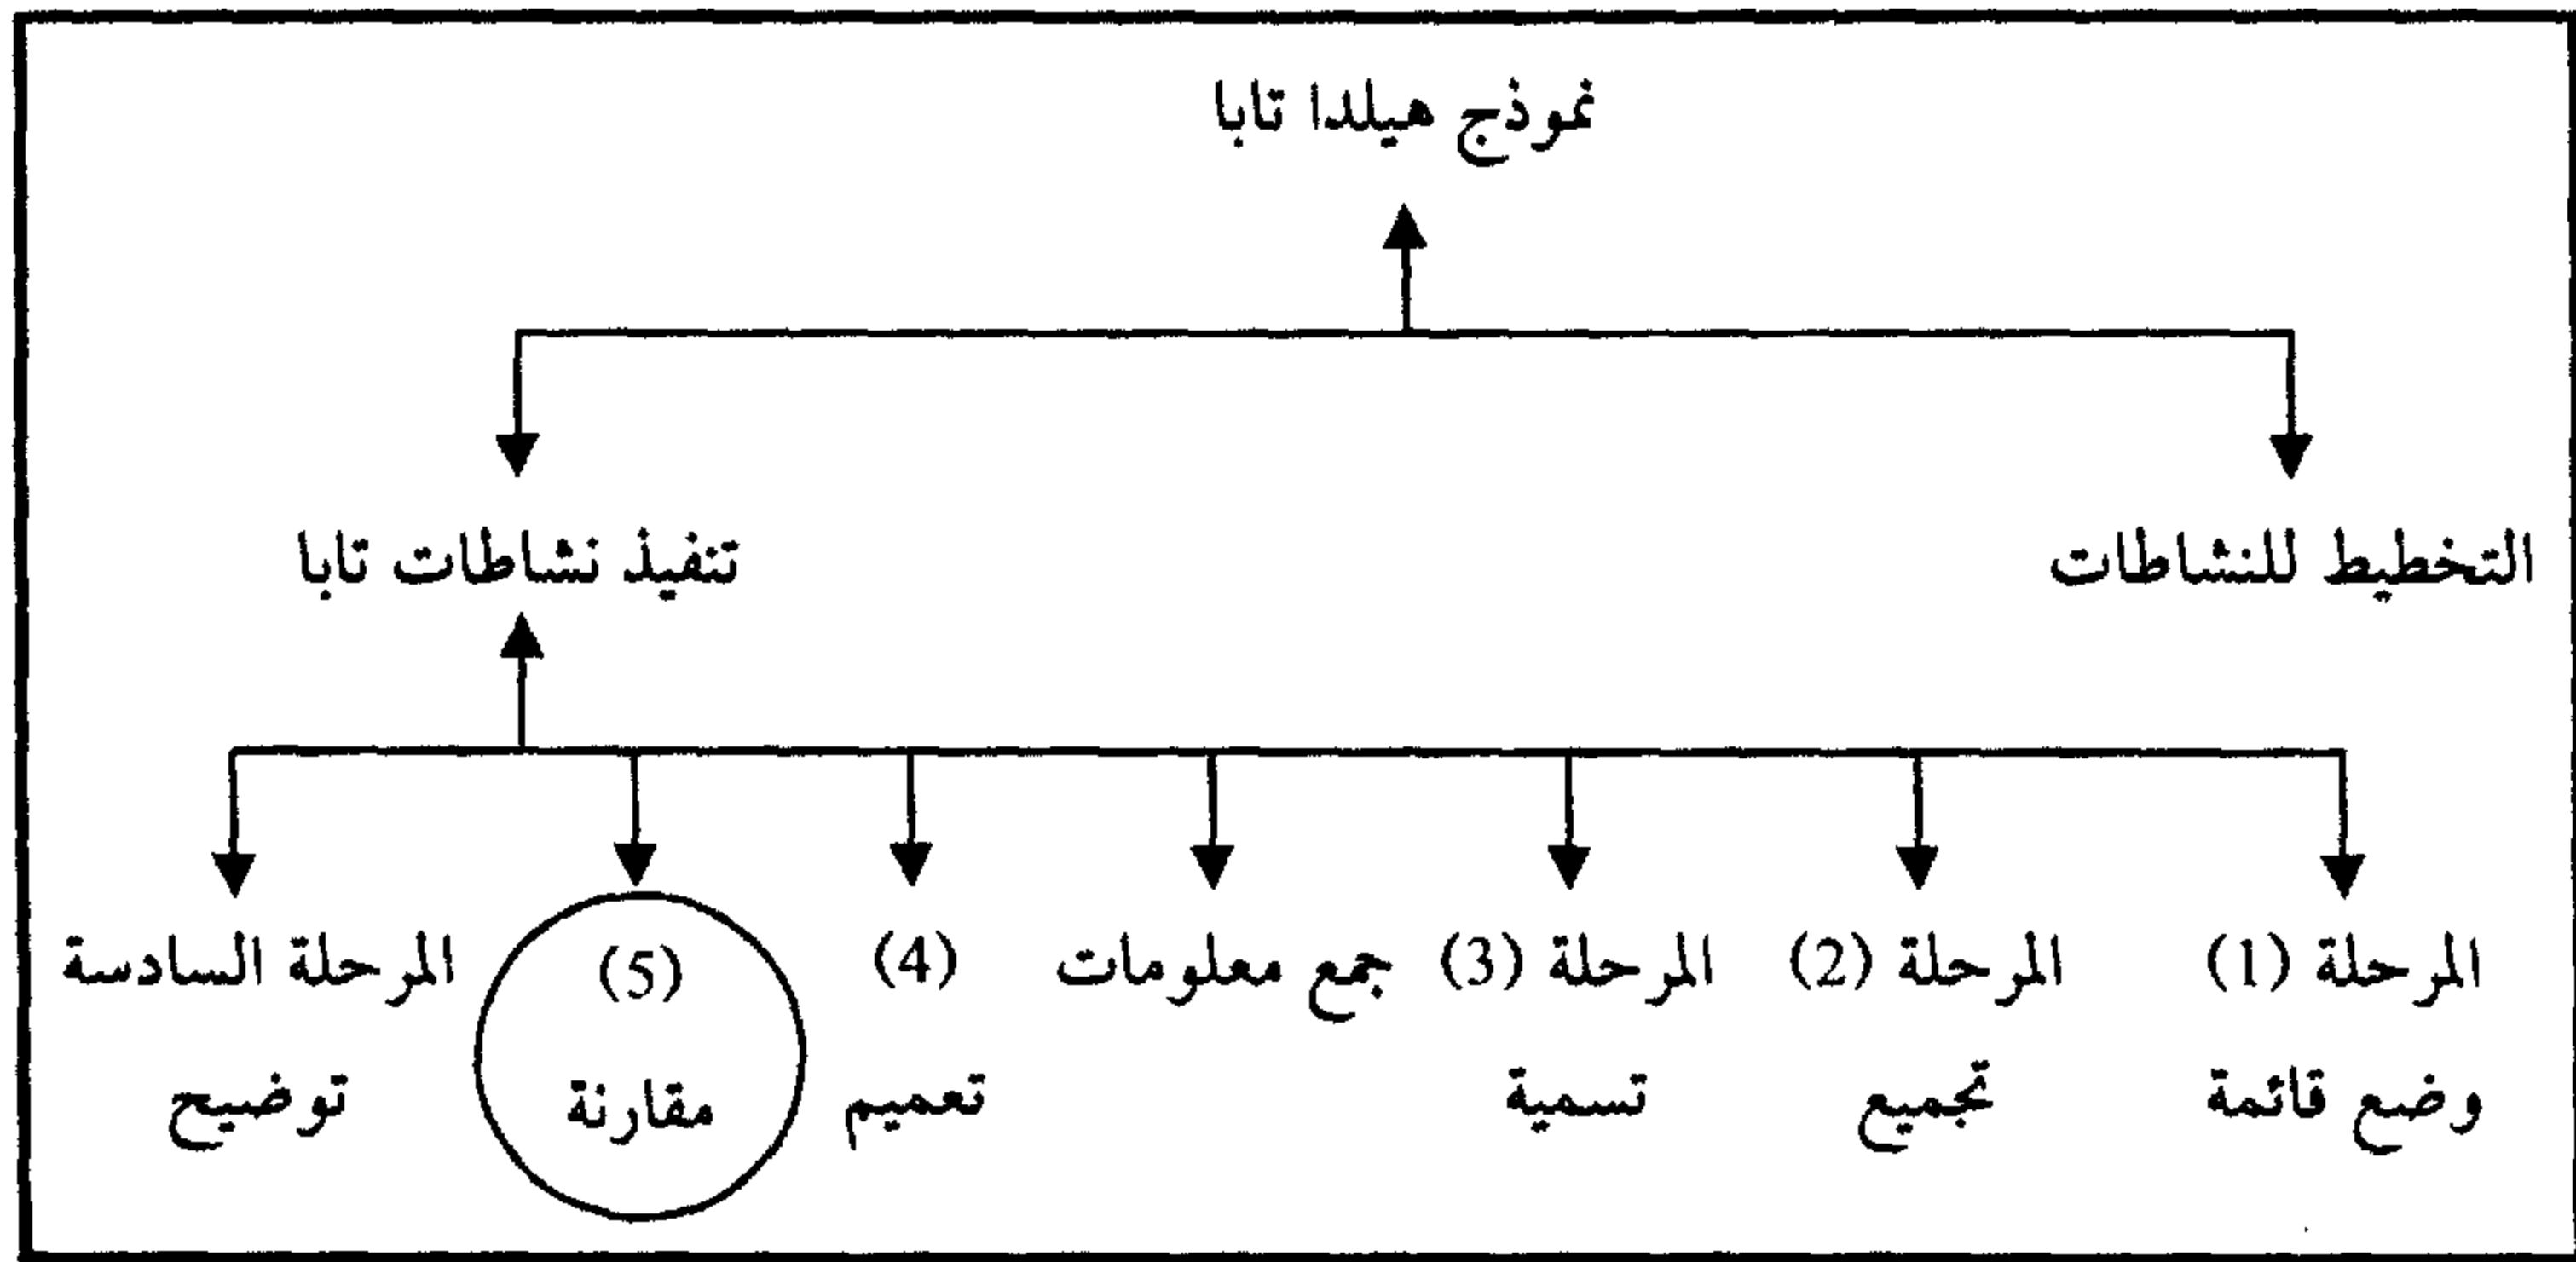 نموذج هيلدا تابا
التخطيط للنشاطات
تنفيذ نشاطات تابا
المرحلة (1)
وضع قائمة
المرحلة (2)
تجميع
المرحلة (3)
تسمية
جمع معلومات
(4)
تعميم
(5)
مقارنة
المرحلة السادسة
توضيح